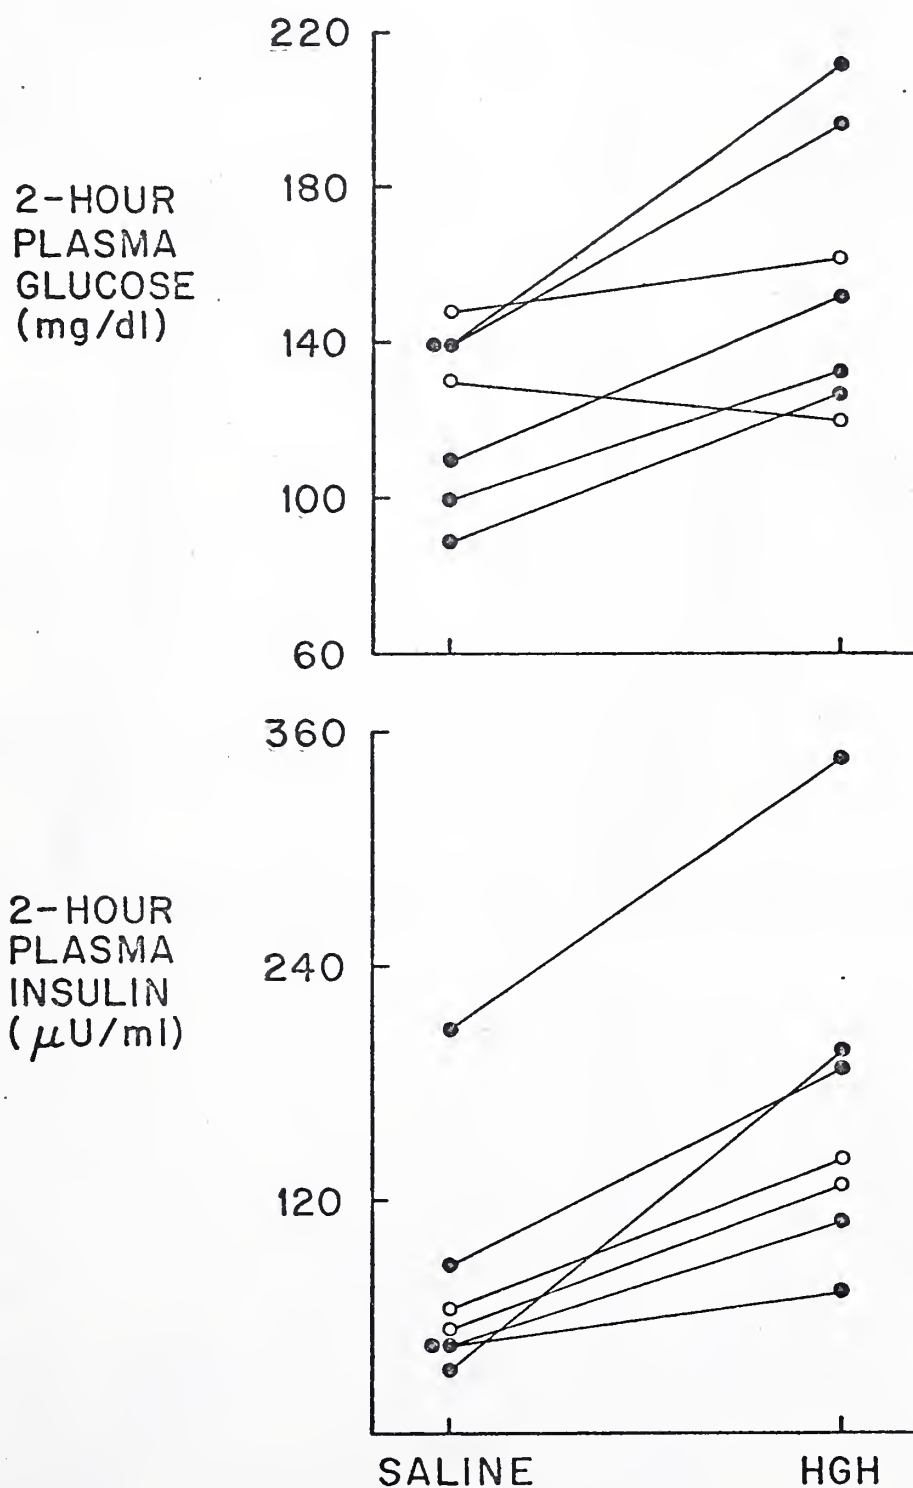 220
180
2-HOUR
PLASMA
GLUCOSE
(mg/dl)
140
100
60
360
2-HOUR
PLASMA
INSULIN
(μU/ml)
240
120
SALINE HGH